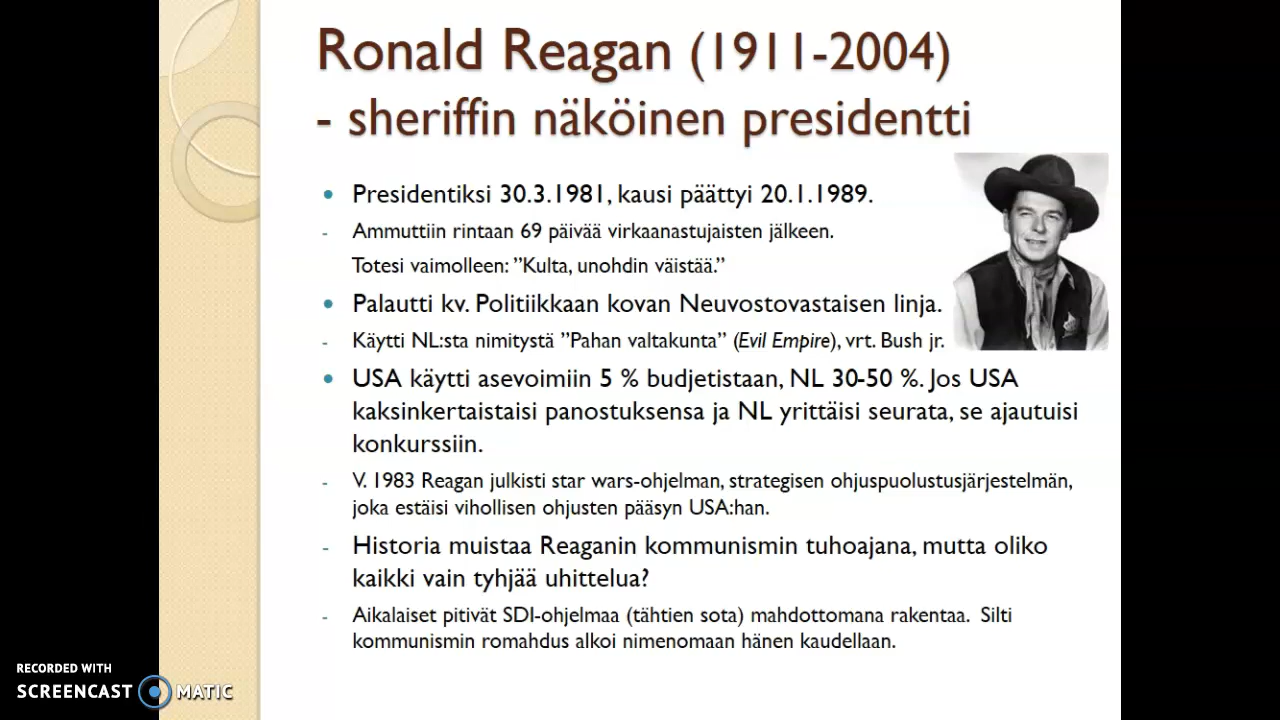 Ronald Reagan (1911-2004)
- sheriffin näköinen presidentti
• Presidentiksi 30.3.1981, kausi päättyi 20.1.1989.
- Ammuttiin rintaan 69 päivää virkaanastujaisten jälkeen.
Totesi vaimolleen: ”Kulta, unohdin väistää.”
• Palautti kv. Politiikkaan kovan Neuvostovastaisen linja.
- Käytti NL:sta nimitystä ”Pahan valtakunta” (Evil Empire), vrt. Bush jr.
• USA käytti asevoimiin 5 % budjetistaan, NL 30-50 %. Jos USA
kaksinkertaistaisi panostuksensa ja NL yrittäisi seurata, se ajautuisi
konkurssiin.
- V. 1983 Reagan julkisti star wars-ohjelman, strategisen ohjuspuolustusjärjestelmän,
joka estäisi vihollisen ohjusten pääsyn USA:han.
- Historia muistaa Reaganin kommunismin tuhoajana, mutta oliko
kaikki vain tyhjää uhittelua?
- Aikalaiset pitivät SDI-ohjelmaa (tähtien sota) mahdottomana rakentaa. Silti
kommunismin romahdus alkoi nimenomaan hänen kaudellaan.
RECORDED WITH
SCREENCAST MATIC